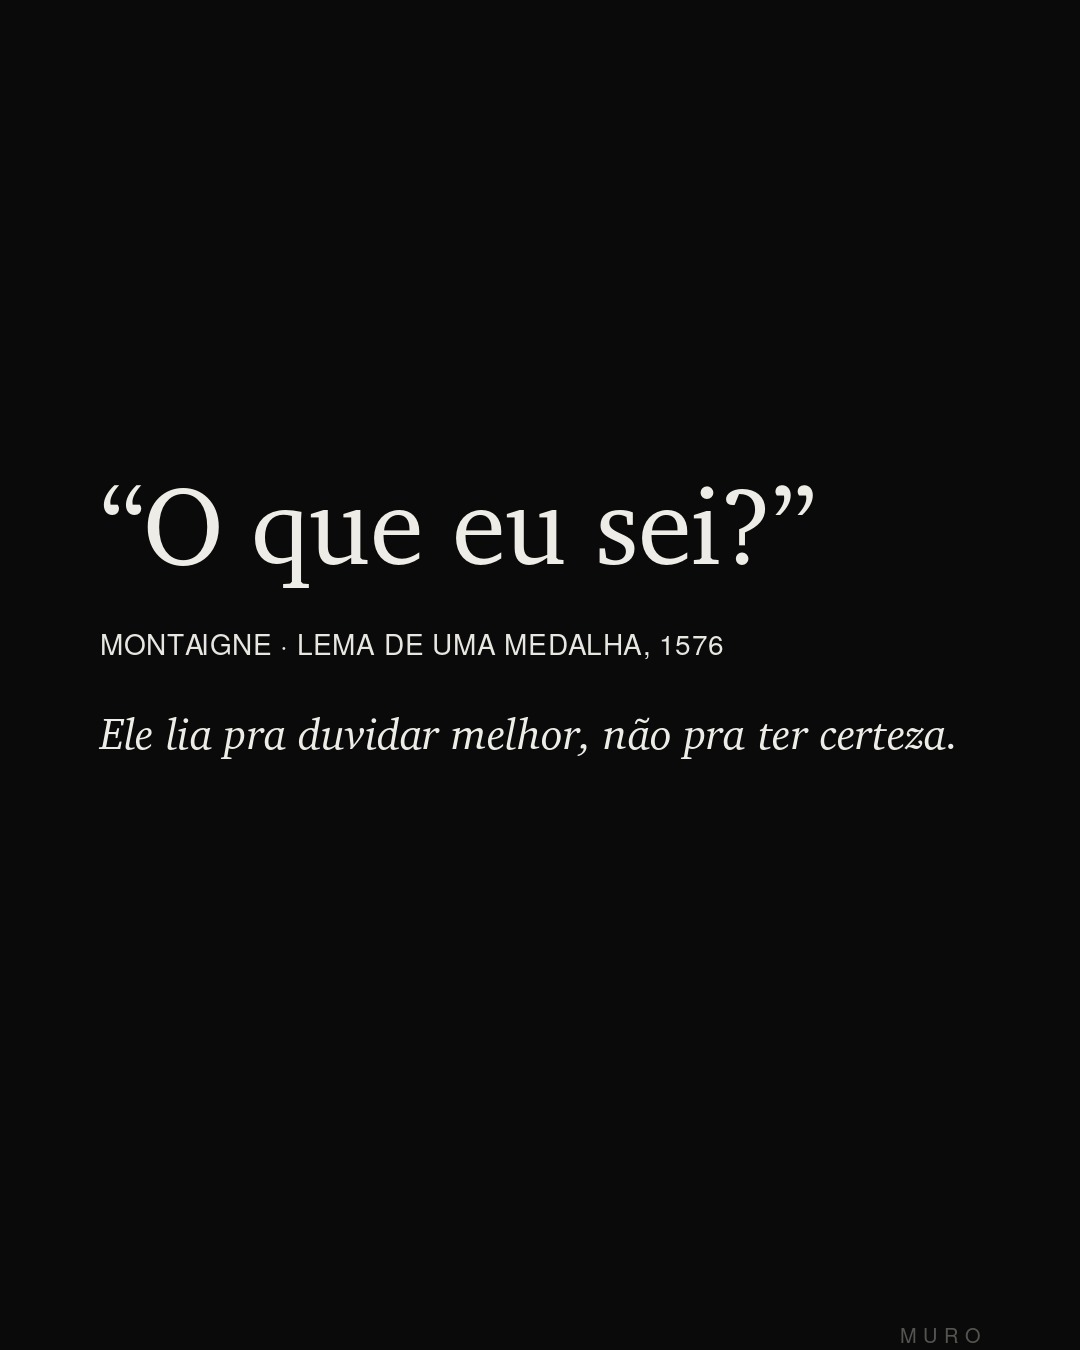 “O que eu sei?”
MONTAIGNE · LEMA DE UMA MEDALHA, 1576
Ele lia pra duvidar melhor, não pra ter certeza.
MURO